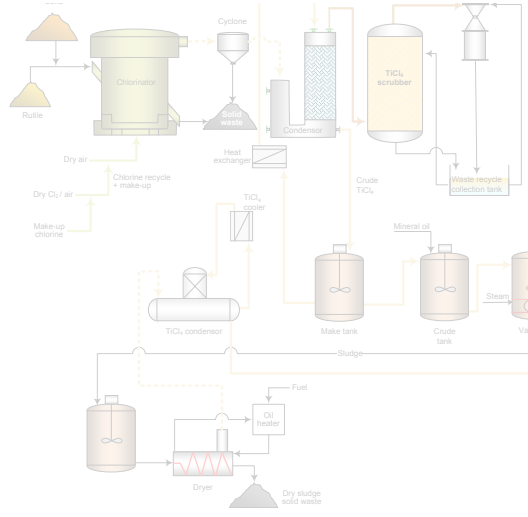 Cyclone
Chlorinator
TiCl₄
scrubber
Rutile
Solid
waste
Condensor
Dry air
Heat
exchanger
Chlorine recycle
+ make-up
Crude
TiCl₄
Waste recycle
collection tank
Dry Cl₂ / air
TiCl₄
cooler
Make-up
chlorine
Mineral oil
Steam
TiCl₄ condensor
Make tank
Crude
tank
Sludge
Fuel
Oil
heater
Dryer
Dry sludge
solid waste